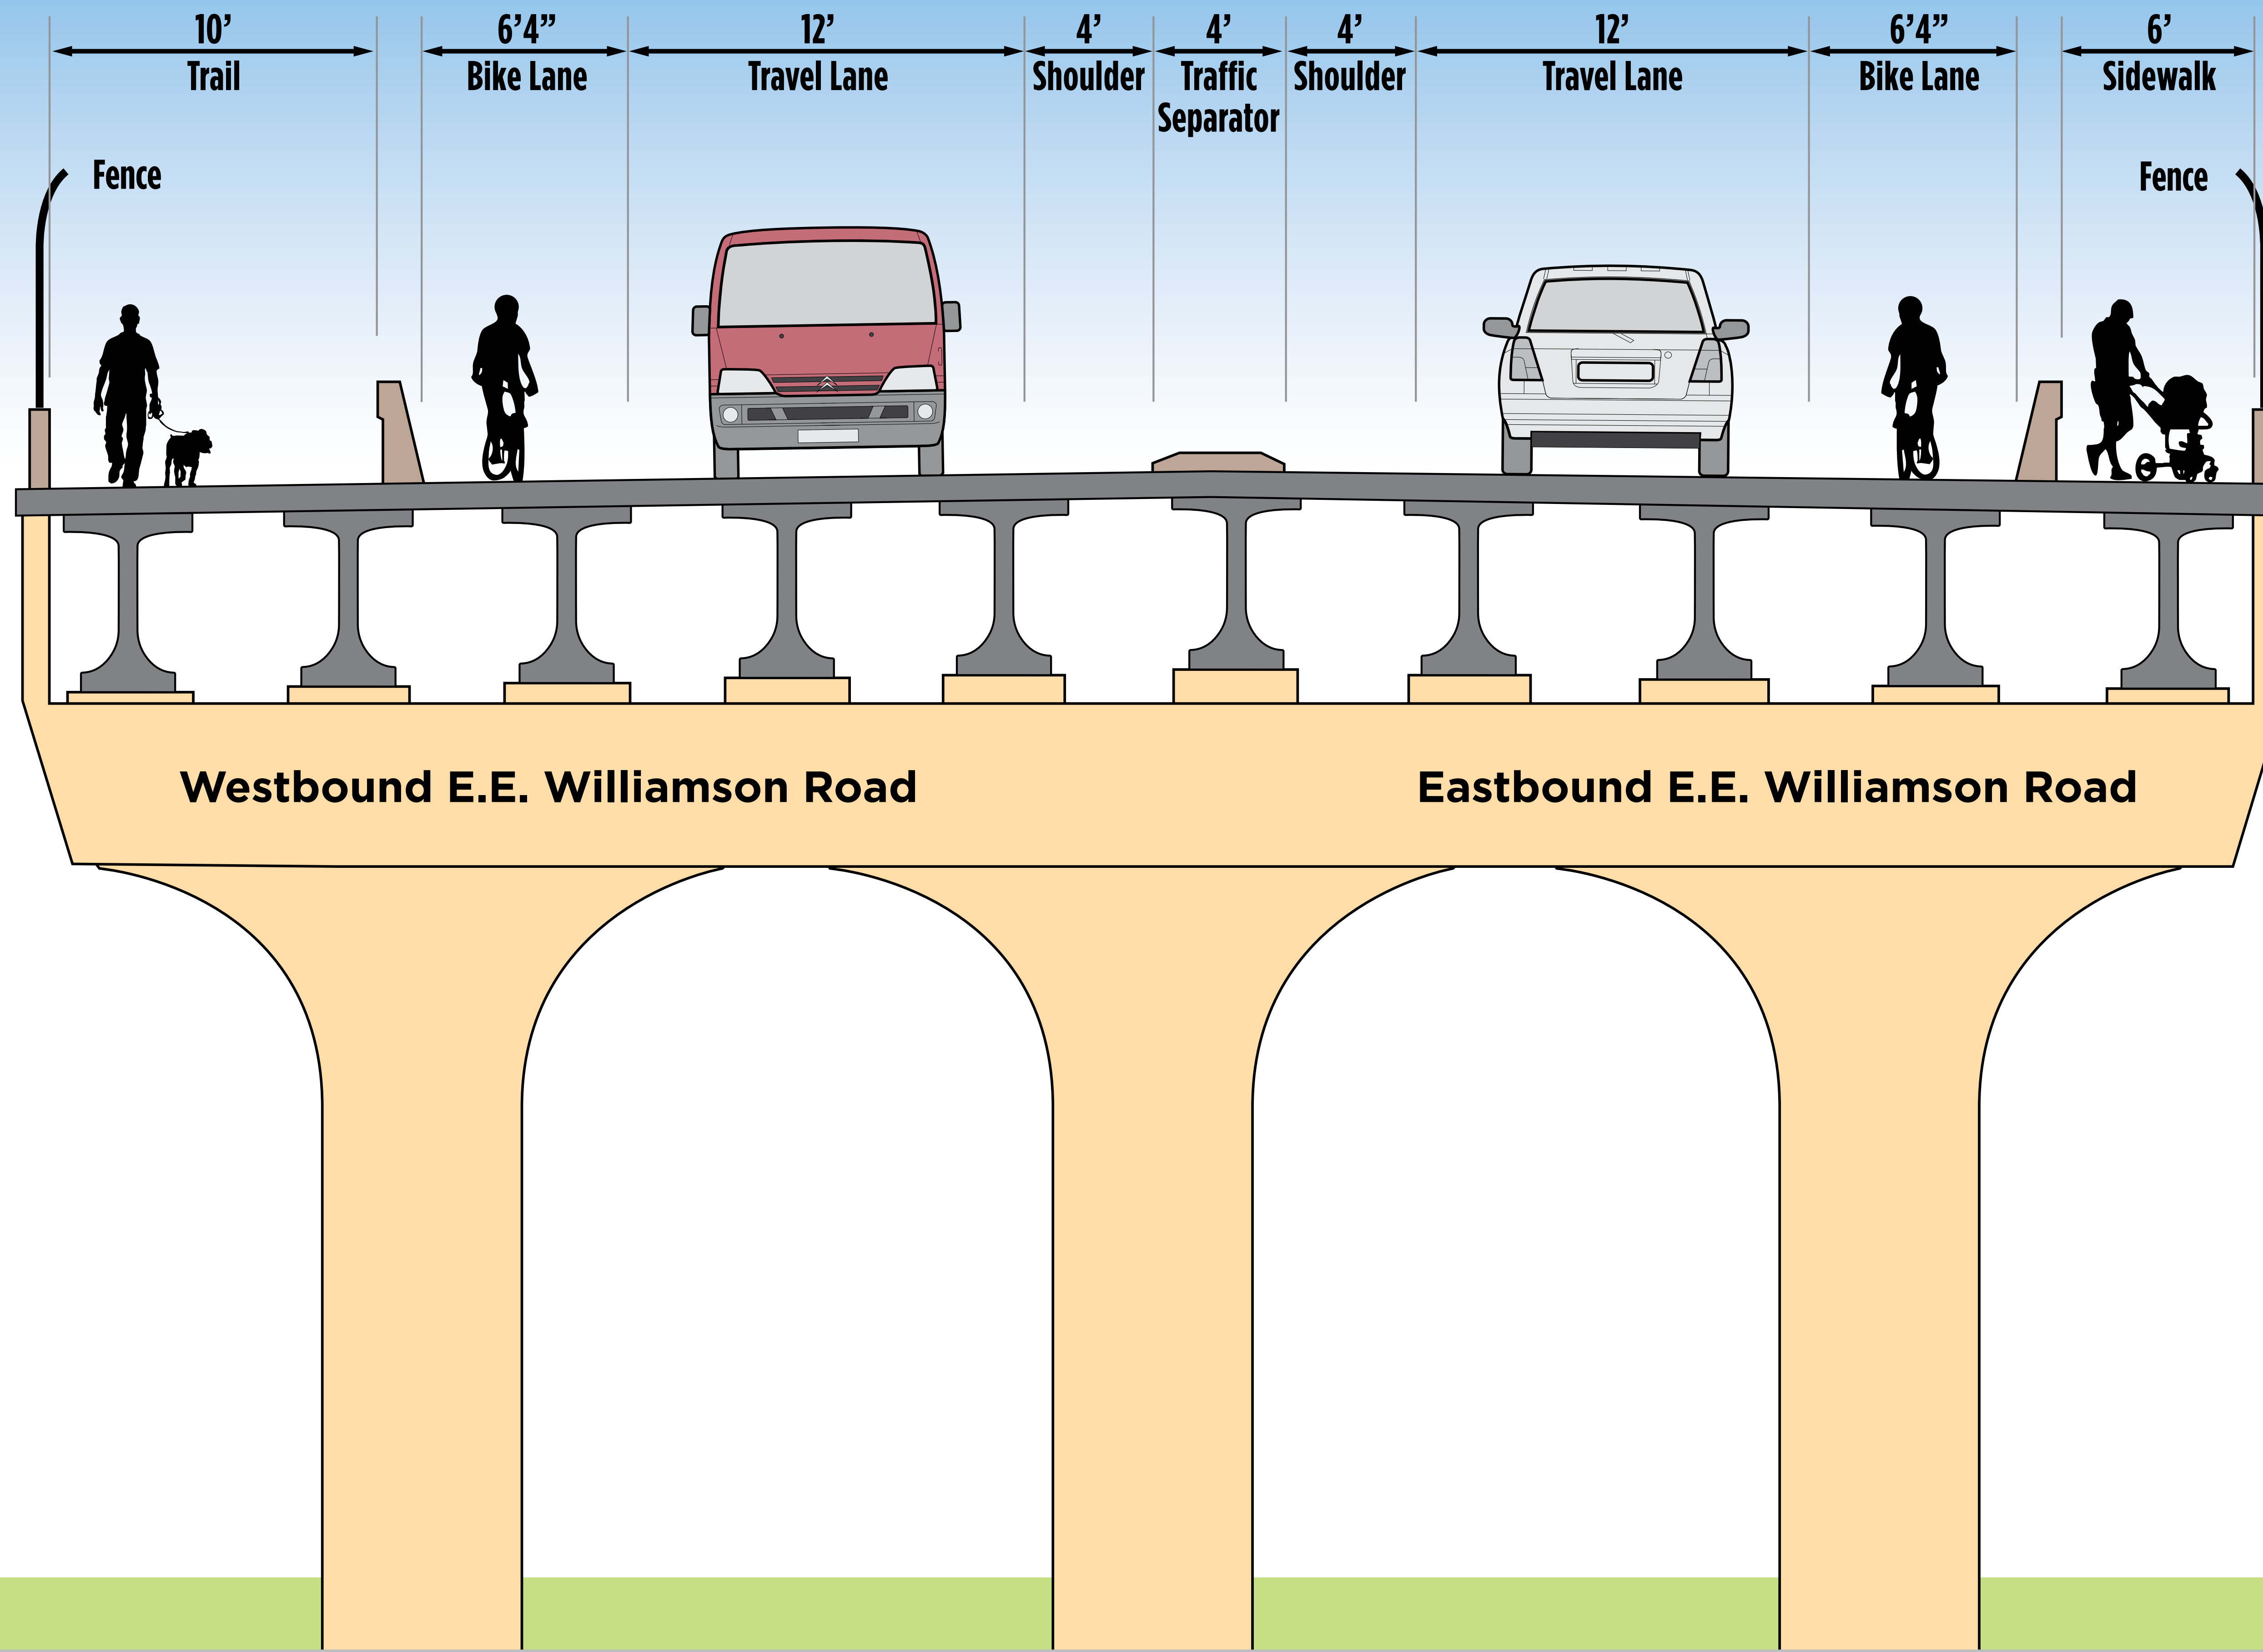 10’ 6’4” 12’ 4’ 4’ 4’ 12’ 6’4” 6’
Trail Bike Lane Travel Lane Shoulder Traffic Shoulder Travel Lane Bike Lane Sidewalk
Separator
Fence Fence
Westbound E.E. Williamson Road Eastbound E.E. Williamson Road